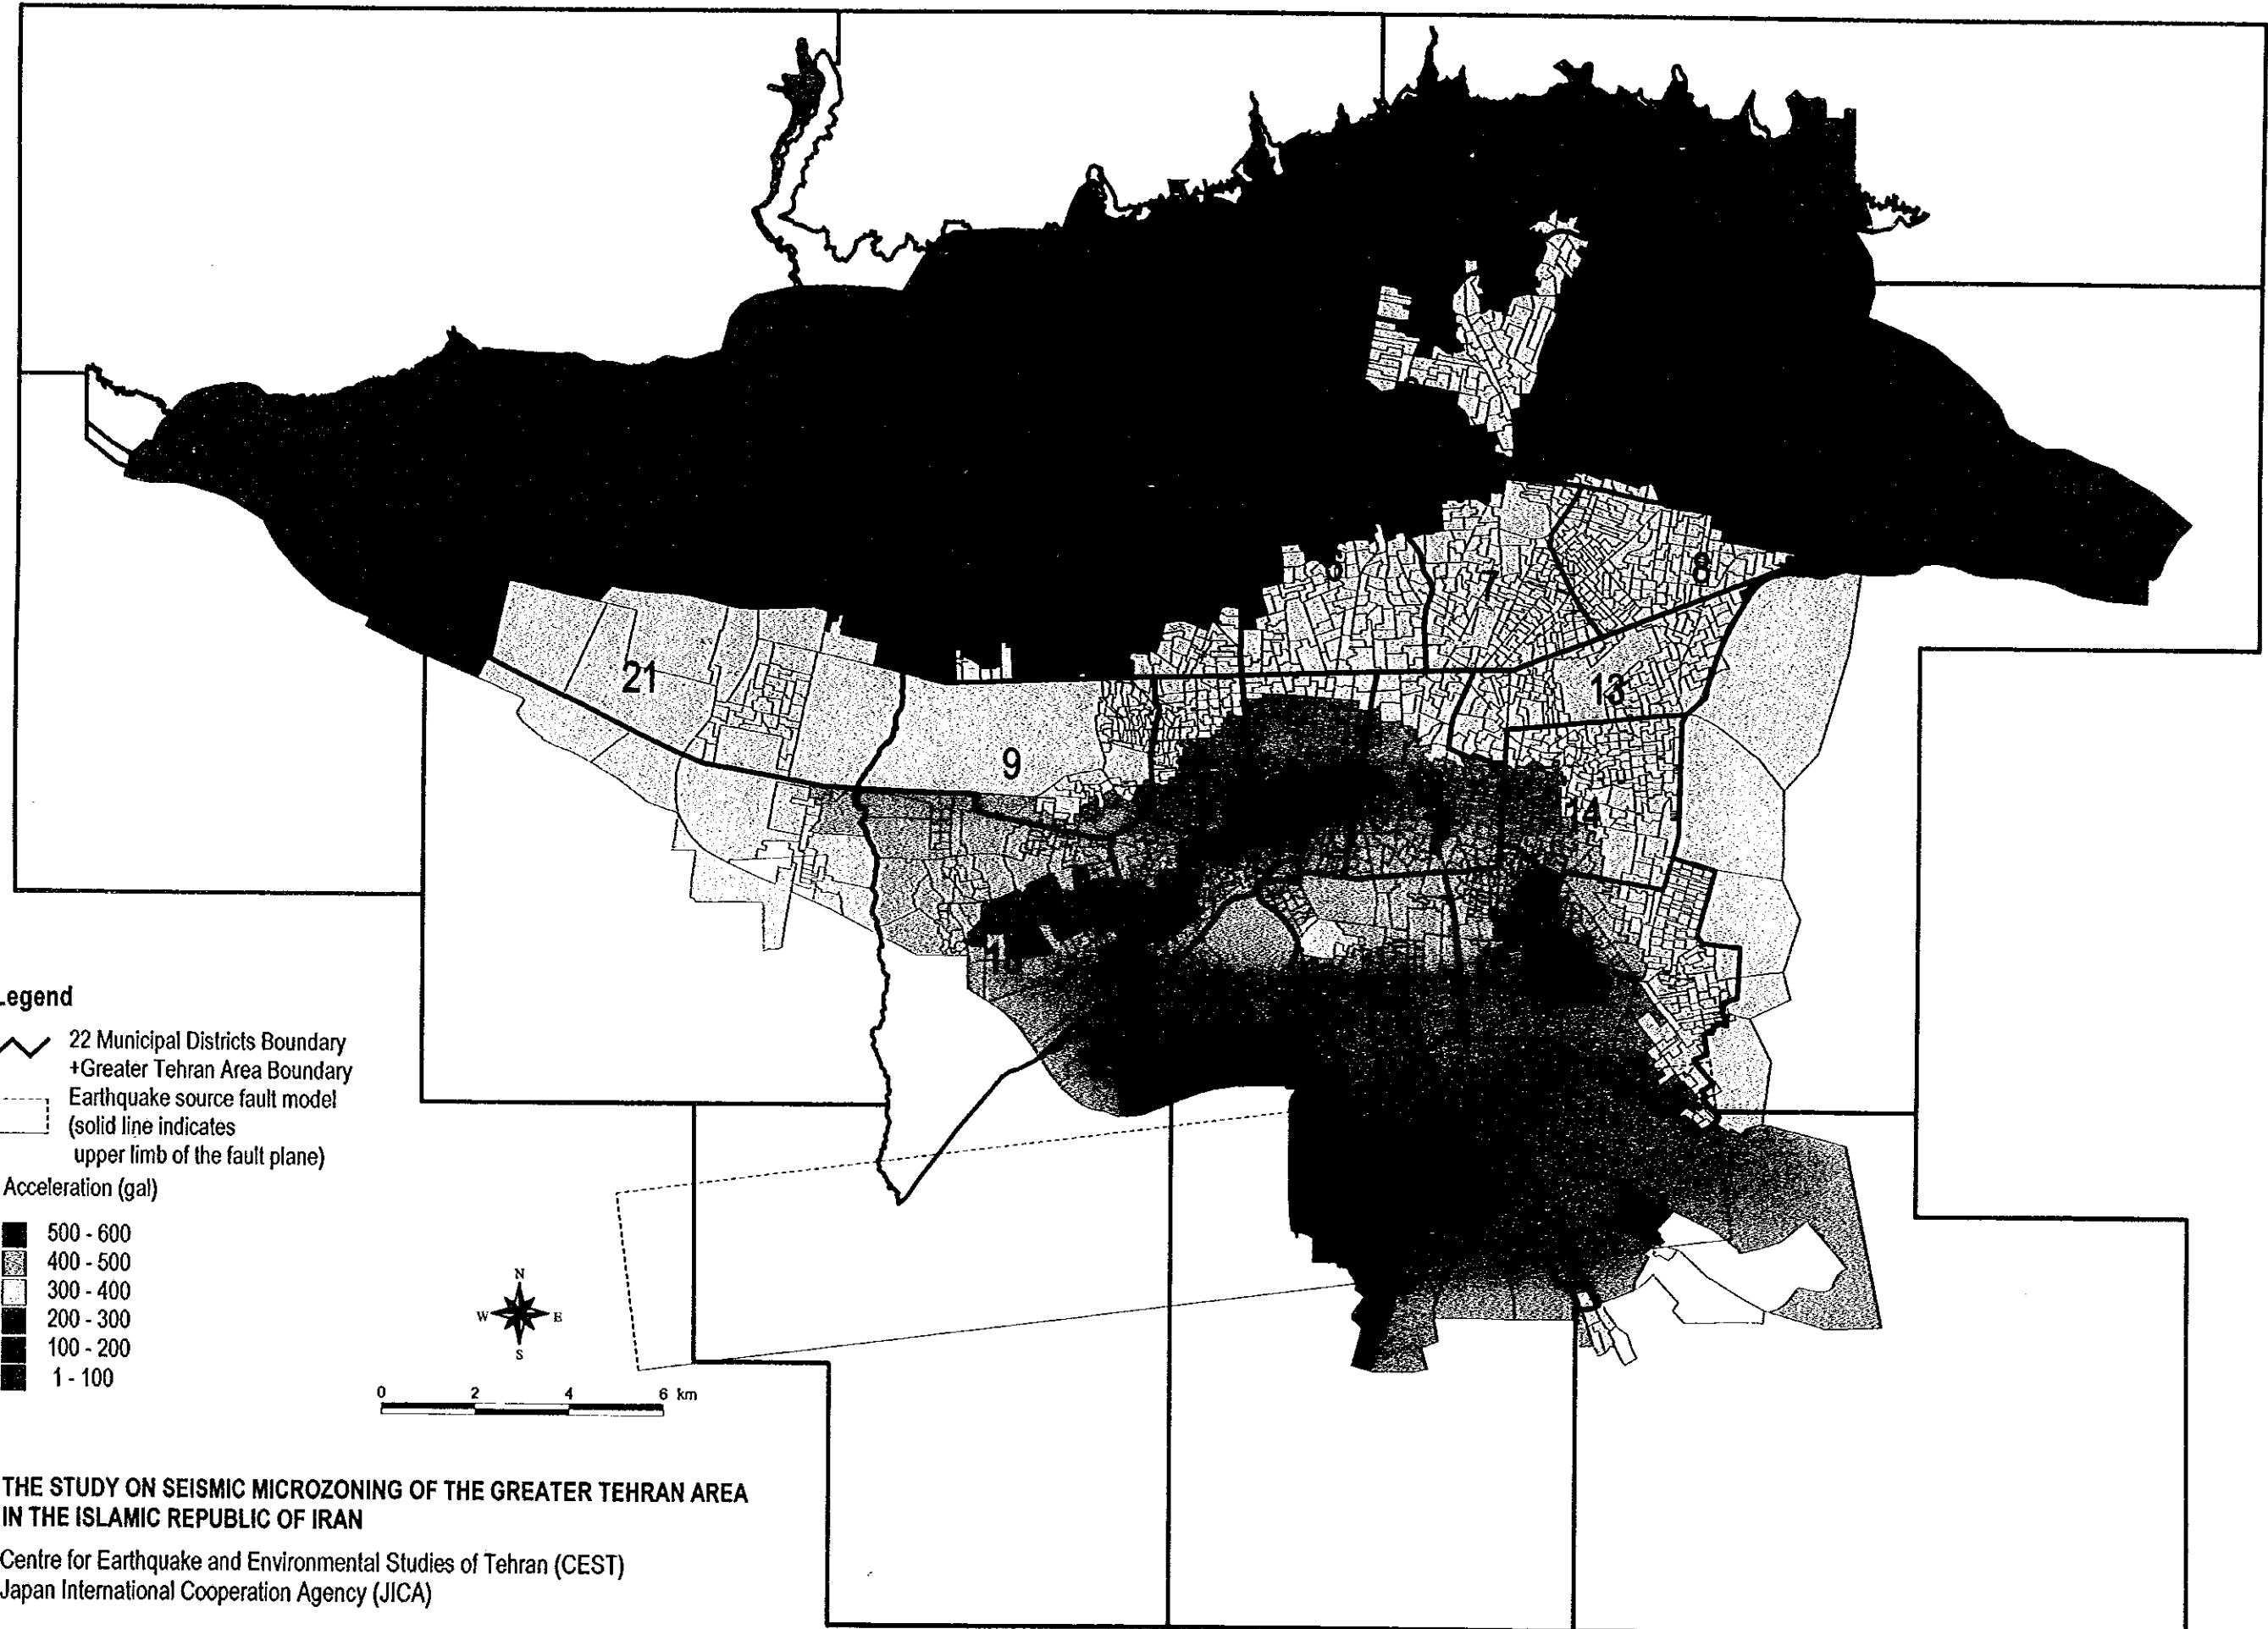 21
9
6
7
8
13
14
Legend
22 Municipal Districts Boundary
+Greater Tehran Area Boundary
Earthquake source fault model
(solid line indicates
upper limb of the fault plane)
Acceleration (gal)
500 - 600
400 - 500
300 - 400
200 - 300
100 - 200
1 - 100
N
W E
S
0 2 4 6 km
THE STUDY ON SEISMIC MICROZONING OF THE GREATER TEHRAN AREA
IN THE ISLAMIC REPUBLIC OF IRAN
Centre for Earthquake and Environmental Studies of Tehran (CEST)
Japan International Cooperation Agency (JICA)